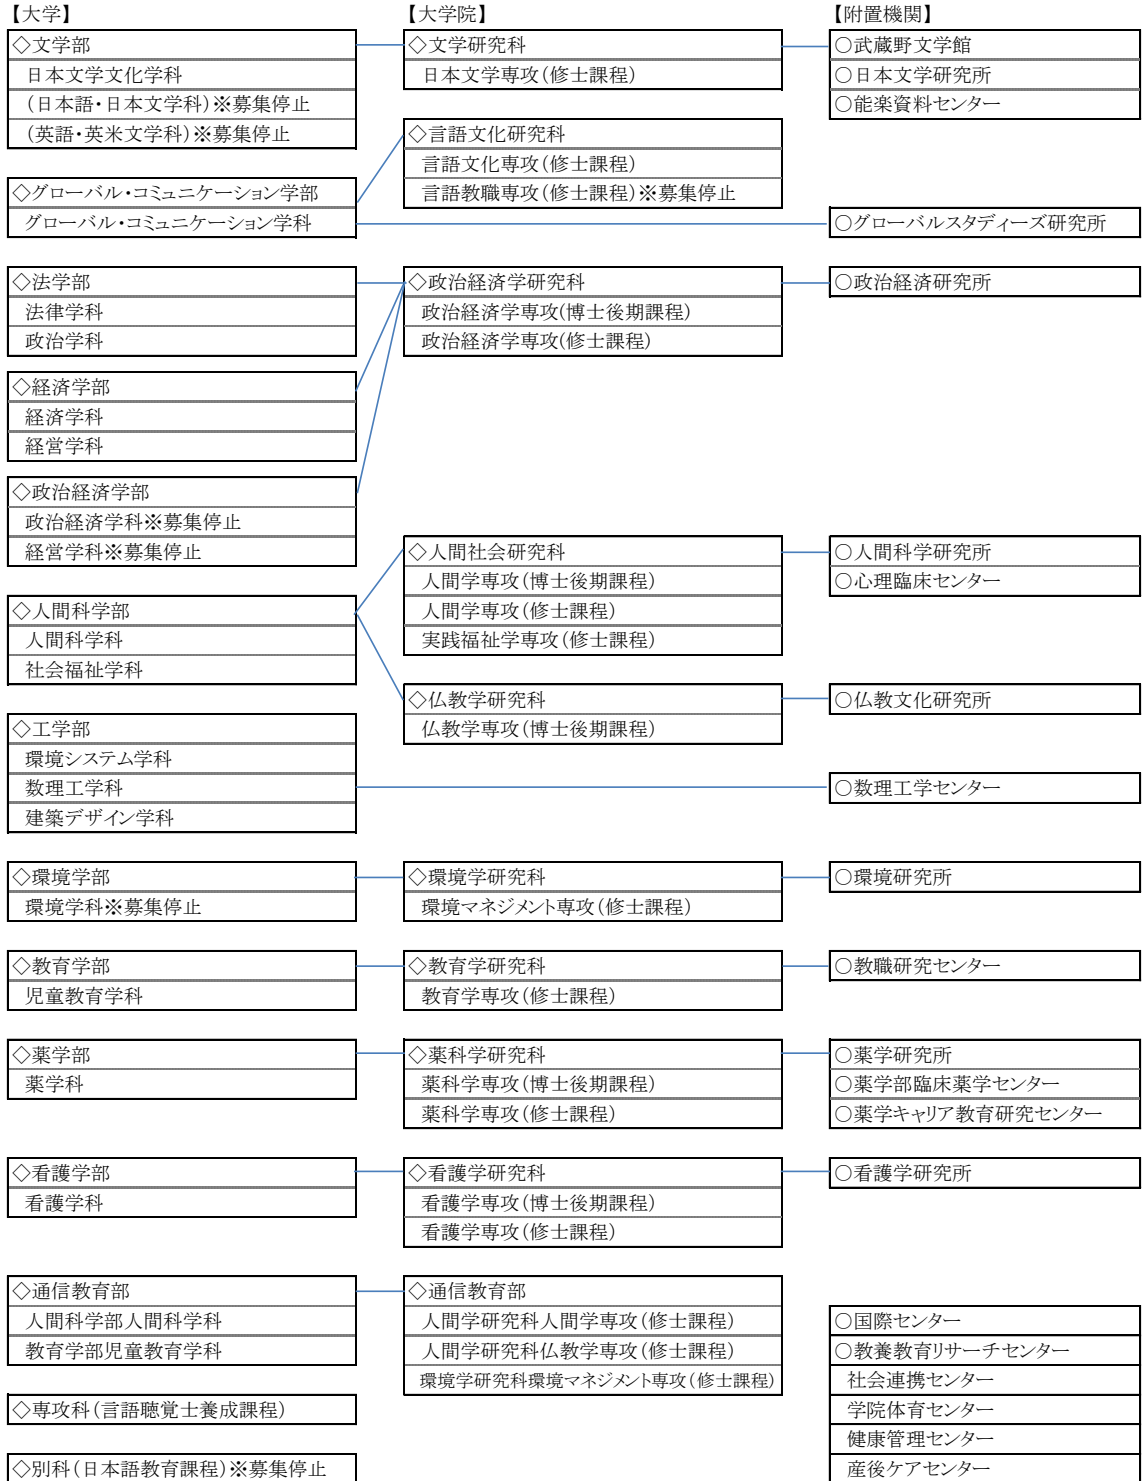 【大学】
◇文学部
日本文学文化学科
(日本語・日本文学科)※募集停止
(英語・英米文学科)※募集停止
◇グローバル・コミュニケーション学部
グローバル・コミュニケーション学科
◇法学部
法律学科
政治学科
◇経済学部
経済学科
経営学科
◇政治経済学部
政治経済学科※募集停止
経営学科※募集停止
◇人間科学部
人間科学科
社会福祉学科
◇工学部
環境システム学科
数理工学科
建築デザイン学科
◇環境学部
環境学科※募集停止
◇教育学部
児童教育学科
◇薬学部
薬学科
◇看護学部
看護学科
◇通信教育部
人間科学部人間科学科
教育学部児童教育学科
◇専攻科(言語聴覚士養成課程)
◇別科(日本語教育課程)※募集停止
【大学院】
◇文学研究科
日本文学専攻(修士課程)
◇言語文化研究科
言語文化専攻(修士課程)
言語教職専攻(修士課程)※募集停止
◇政治経済学研究科
政治経済学専攻(博士後期課程)
政治経済学専攻(修士課程)
◇人間社会研究科
人間学専攻(博士後期課程)
人間学専攻(修士課程)
実践福祉学専攻(修士課程)
◇仏教学研究科
仏教学専攻(博士後期課程)
◇環境学研究科
環境マネジメント専攻(修士課程)
◇教育学研究科
教育学専攻(修士課程)
◇薬科学研究科
薬科学専攻(博士後期課程)
薬科学専攻(修士課程)
◇看護学研究科
看護学専攻(博士後期課程)
看護学専攻(修士課程)
◇通信教育部
人間学研究科人間学専攻(修士課程)
人間学研究科仏教学専攻(修士課程)
環境学研究科環境マネジメント専攻(修士課程)
【附置機関】
○武蔵野文学館
○日本文学研究所
○能楽資料センター
○グローバルスタディーズ研究所
○政治経済研究所
○人間科学研究所
○心理臨床センター
○仏教文化研究所
○数理工学センター
○環境研究所
○教職研究センター
○薬学研究所
○薬学部臨床薬学センター
○薬学キャリア教育研究センター
○看護学研究所
○国際センター
○教養教育リサーチセンター
社会連携センター
学院体育センター
健康管理センター
産後ケアセンター